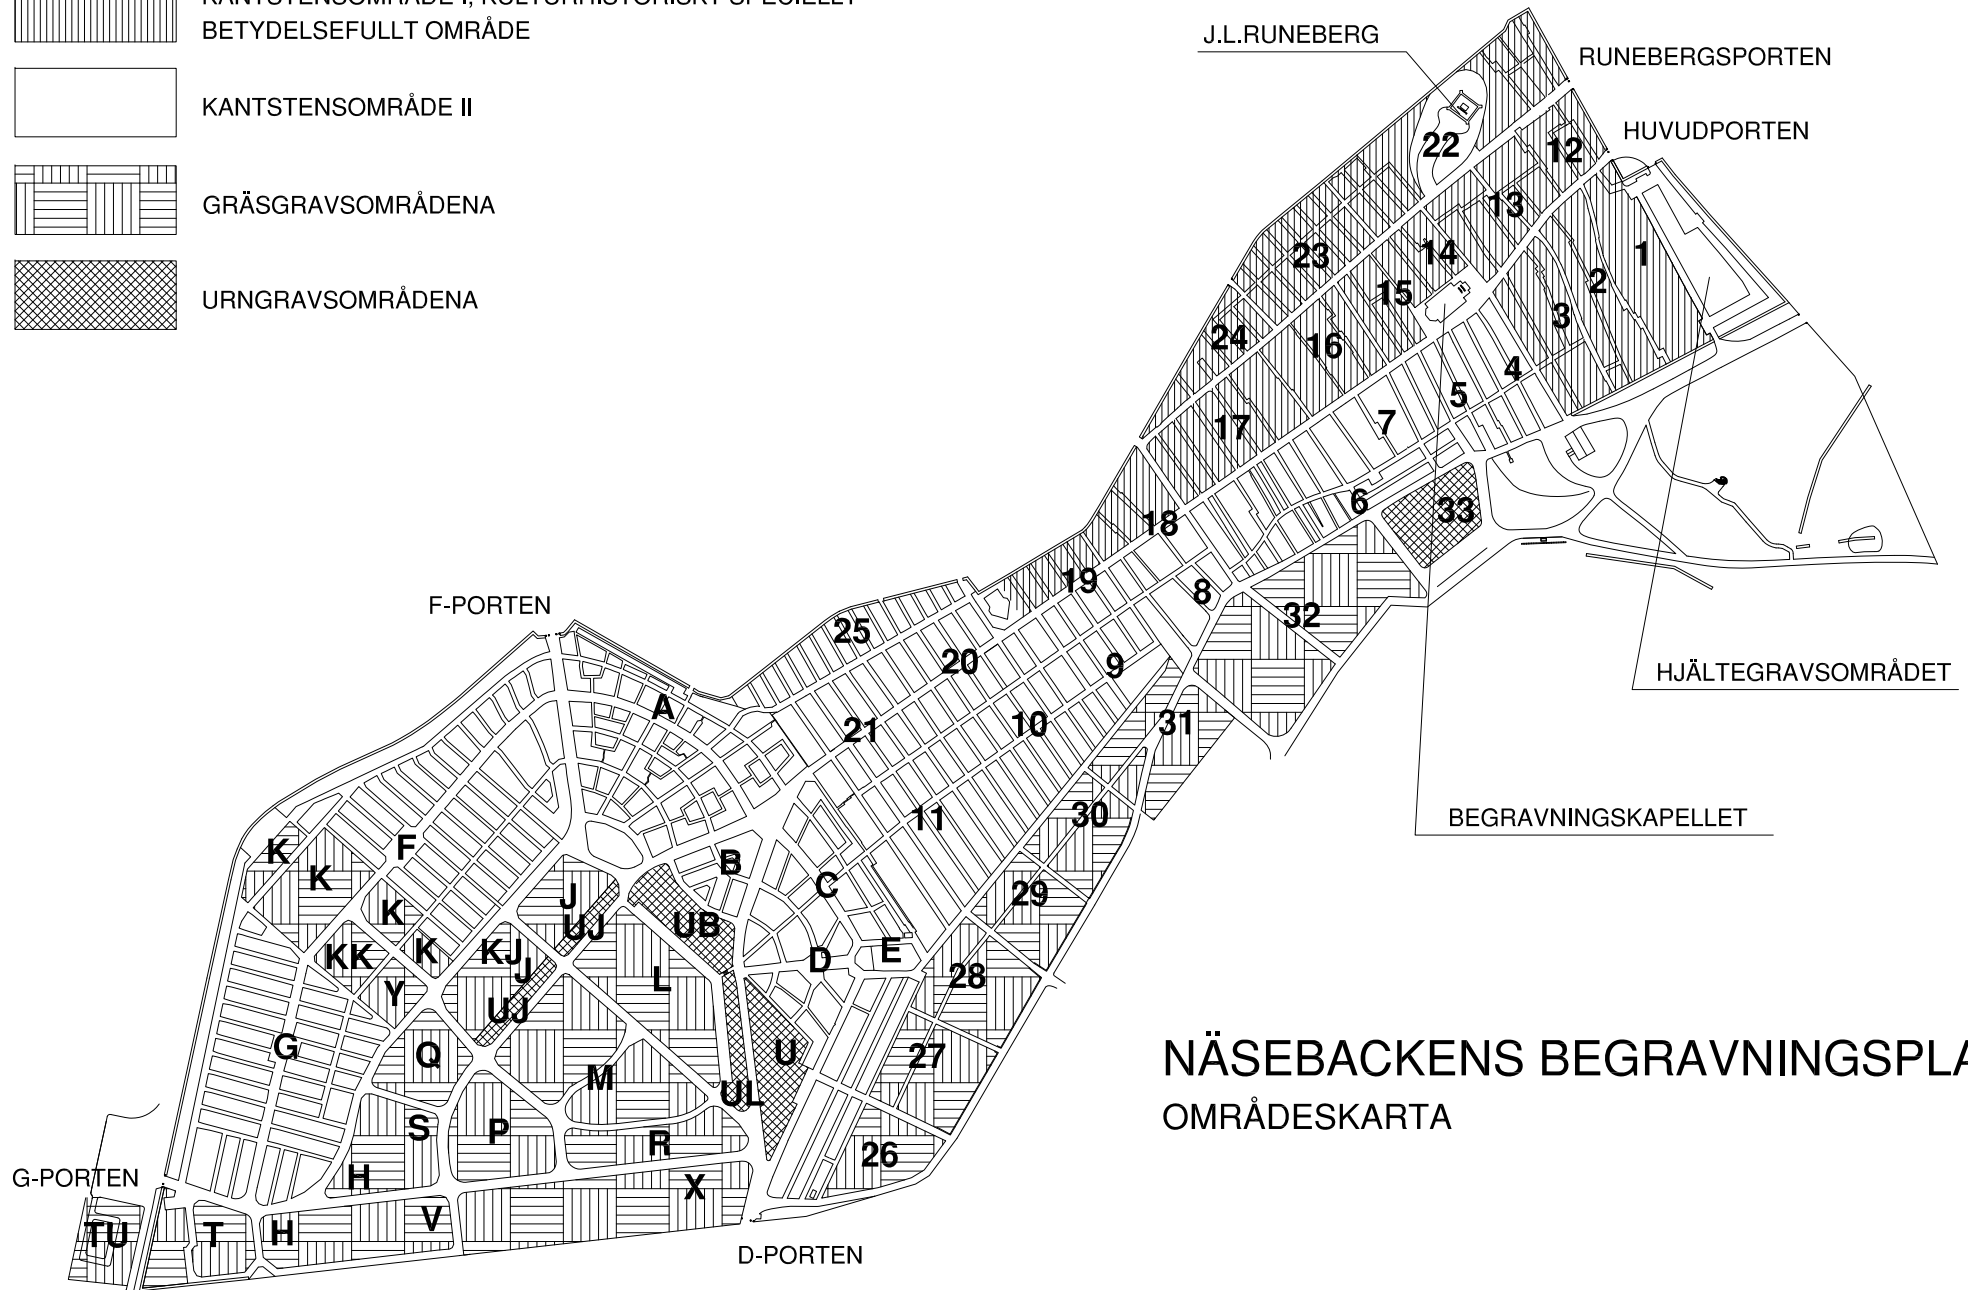 KANTSTENSOMRÅDE I, KULTURHISTORISKT SPECIELLT
BETYDELSEFULLT OMRÅDE
KANTSTENSOMRÅDE II
GRÄSGRAVSOMRÅDENA
URNGRAVSOMRÅDENA
J.L.RUNEBERG
RUNEBERGSPORTEN
HUVUDPORTEN
22
12
13
14
23
15
1
2
3
24
16
4
5
7
17
6
33
18
19
8
32
F-PORTEN
25
20
9
HJÄLTEGRAVSOMRÅDET
A
21
10
31
11
30
BEGRAVNINGSKAPELLET
K
K
F
B
C
J
29
K
UJ
UB
KK
K
KJ
J
L
D
E
28
Y
UJ
G
Q
M
U
27
UL
NÄSEBACKENS BEGRAVNINGSPLA
OMRÅDESKARTA
S
P
R
26
G-PORTEN
H
X
TU
T
H
V
D-PORTEN